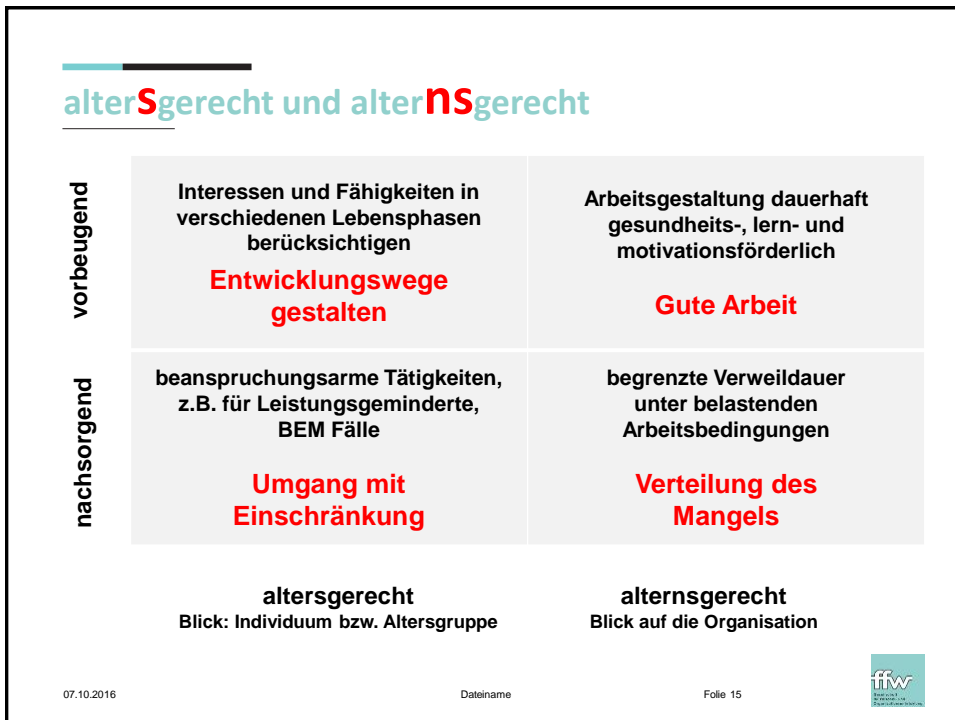 altersgerecht und alternsgerecht
vorbeugend
Interessen und Fähigkeiten in
verschiedenen Lebensphasen
berücksichtigen
Entwicklungswege
gestalten
Arbeitsgestaltung dauerhaft
gesundheits-, lern- und
motivationsförderlich
Gute Arbeit
nachsorgend
beanspruchungsarme Tätigkeiten,
z.B. für Leistungsgeminderte,
BEM Fälle
Umgang mit
Einschränkung
begrenzte Verweildauer
unter belastenden
Arbeitsbedingungen
Verteilung des
Mangels
altersgerecht
Blick: Individuum bzw. Altersgruppe
alternsgerecht
Blick auf die Organisation
07.10.2016
Dateiname
Folie 15
ffw